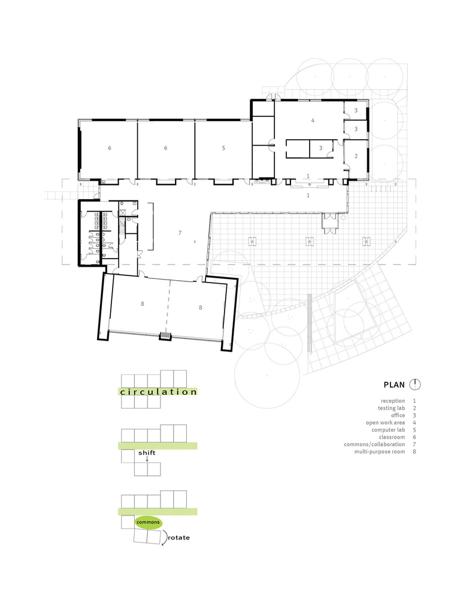 3
4
3
6
6
5
3
2
1
1
7
8
8
PLAN
reception 1
testing lab 2
office 3
open work area 4
computer lab 5
classroom 6
commons/collaboration 7
multi-purpose room 8
circulation
shift
commons
rotate